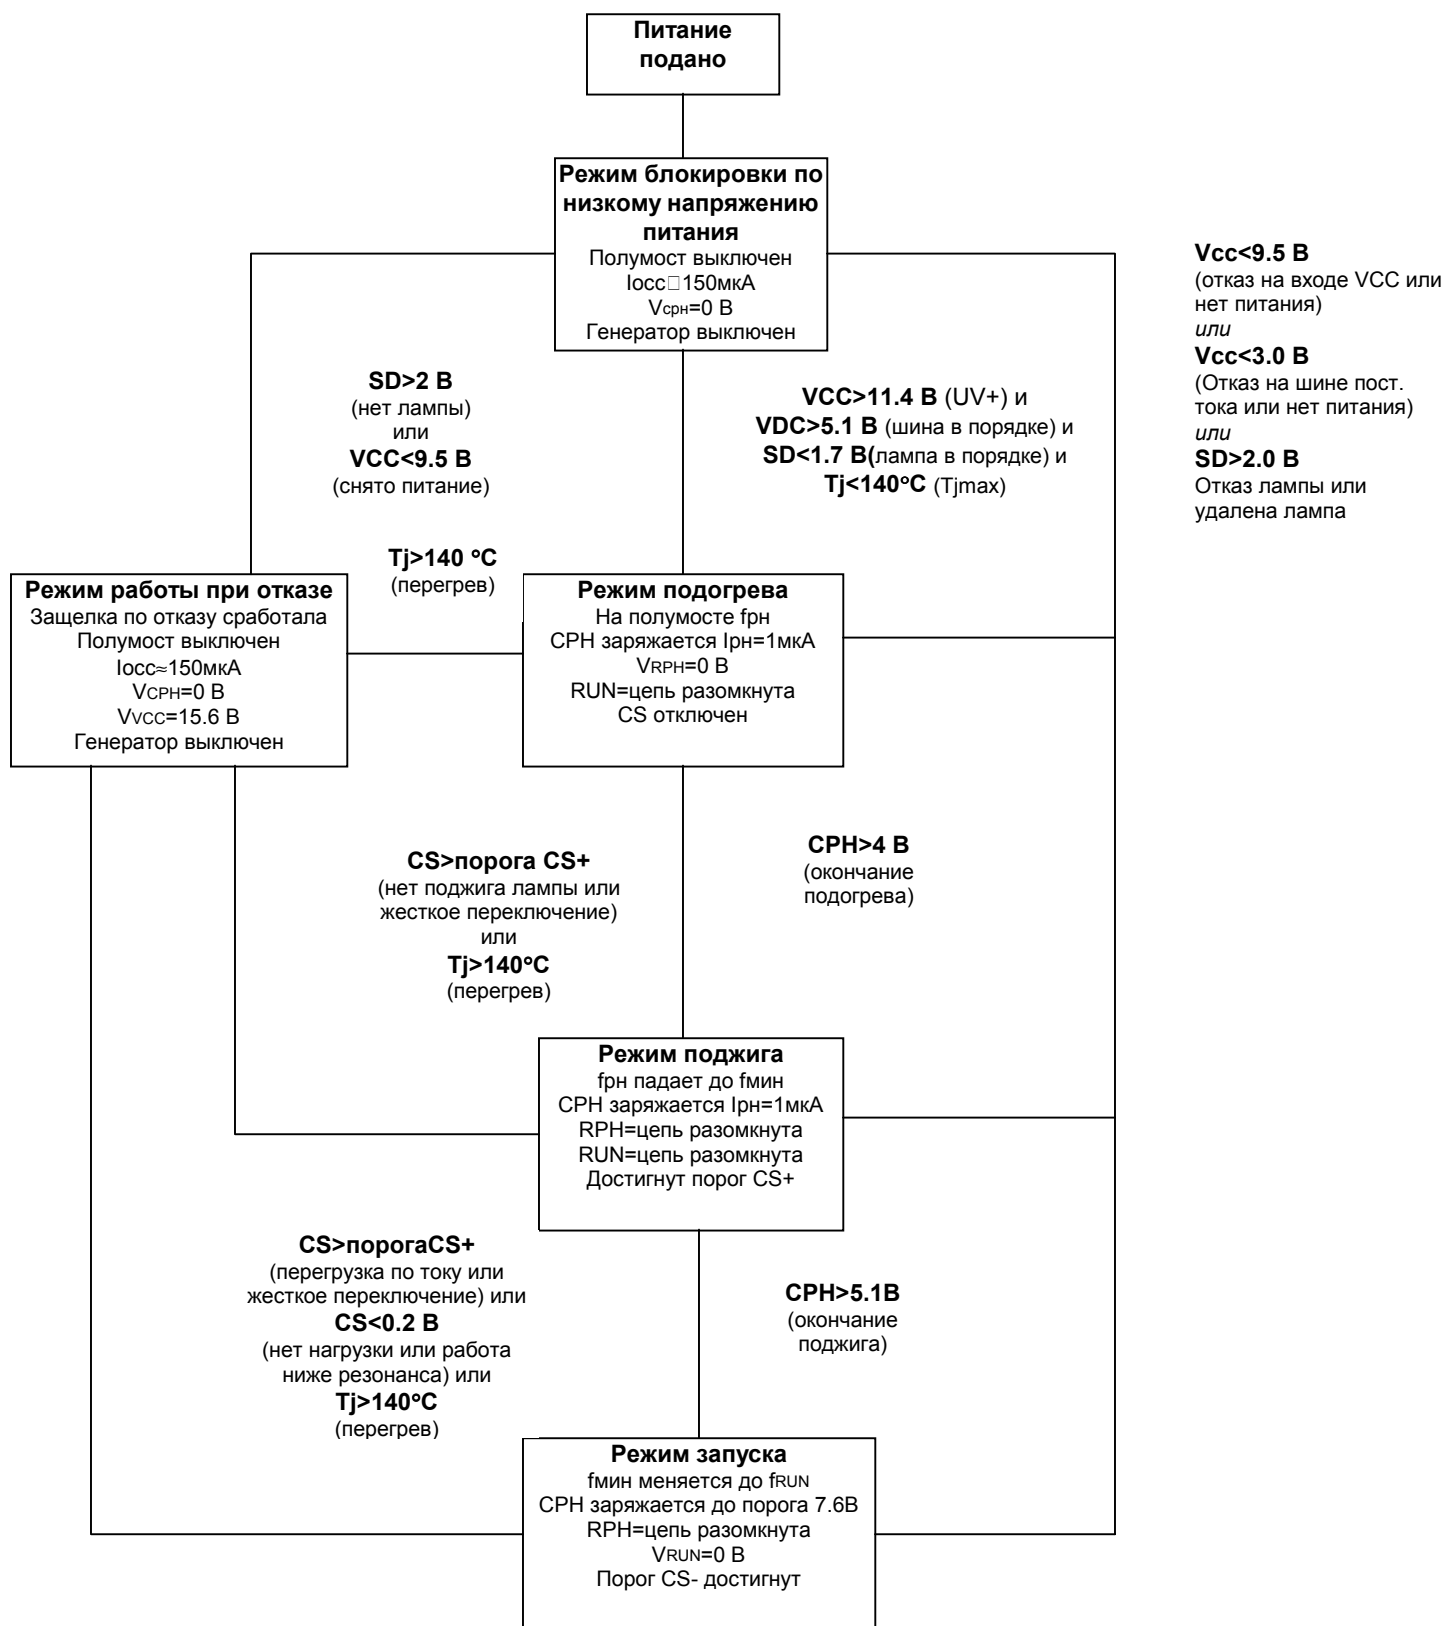 Питание
подано
Режим блокировки по
низкому напряжению
питания
Полумост выключен
Iocc□150мкА
Vсрн=0 В
Генератор выключен
Vcc<9.5 В
(отказ на входе VCC или
нет питания)
или
Vcc<3.0 В
(Отказ на шине пост.
тока или нет питания)
или
SD>2.0 В
Отказ лампы или
удалена лампа
SD>2 В
(нет лампы)
или
VCC<9.5 В
(снято питание)
VCC>11.4 В (UV+) и
VDC>5.1 В (шина в порядке) и
SD<1.7 В(лампа в порядке) и
Tj<140°C (Tjmax)
Tj>140 °C
(перегрев)
Режим работы при отказе
Защелка по отказу сработала
Полумост выключен
Iocc≈150мкА
VCPH=0 В
VVCC=15.6 В
Генератор выключен
Режим подогрева
На полумосте fрн
CPH заряжается Iрн=1мкА
VRPH=0 В
RUN=цепь разомкнута
CS отключен
CS>порога CS+
(нет поджига лампы или
жесткое переключение)
или
Tj>140°C
(перегрев)
CPH>4 В
(окончание
подогрева)
Режим поджига
fрн падает до fмин
CPH заряжается Iрн=1мкА
RPH=цепь разомкнута
RUN=цепь разомкнута
Достигнут порог CS+
CS>порогаCS+
(перегрузка по току или
жесткое переключение) или
CS<0.2 В
(нет нагрузки или работа
ниже резонанса) или
Tj>140°C
(перегрев)
CPH>5.1В
(окончание
поджига)
Режим запуска
fмин меняется до fRUN
CPH заряжается до порога 7.6В
RPH=цепь разомкнута
VRUN=0 В
Порог CS- достигнут